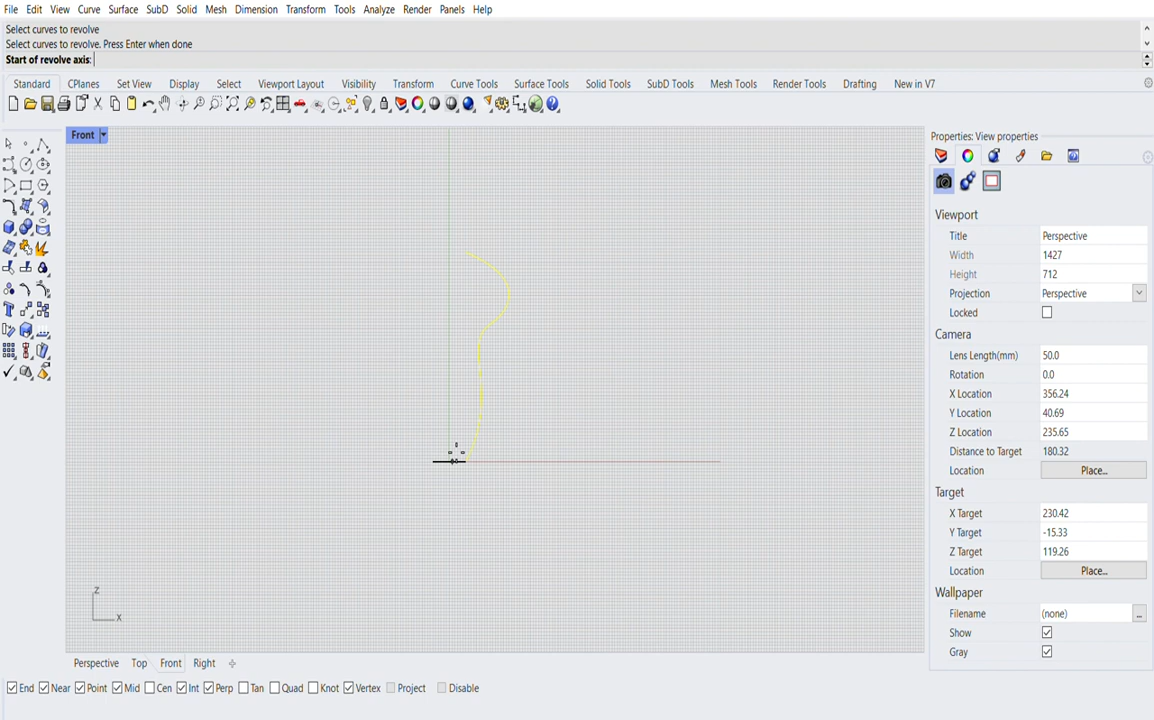 File Edit View Curve Surface SubD Solid Mesh Dimension Transform Tools Analyze Render Panels Help
Select curves to revolve
Select curves to revolve. Press Enter when done
Start of revolve axis:
Standard CPlanes Set View Display Select Viewport Layout Visibility Transform Curve Tools Surface Tools Solid Tools SubD Tools Mesh Tools Render Tools Drafting New in V7
Front
Properties: View properties
Viewport
Title Perspective
Width 1427
Height 712
Projection Perspective
Locked
Camera
Lens Length(mm) 50.0
Rotation 0.0
X Location 356.24
Y Location 40.69
Z Location 235.65
Distance to Target 180.32
Location Place...
Target
X Target 230.42
Y Target -15.33
Z Target 119.26
Location Place...
Wallpaper
Filename (none) ...
Show
Gray
z
x
Perspective Top Front Right
End Near Point Mid Cen Int Perp Tan Quad Knot Vertex Project Disable